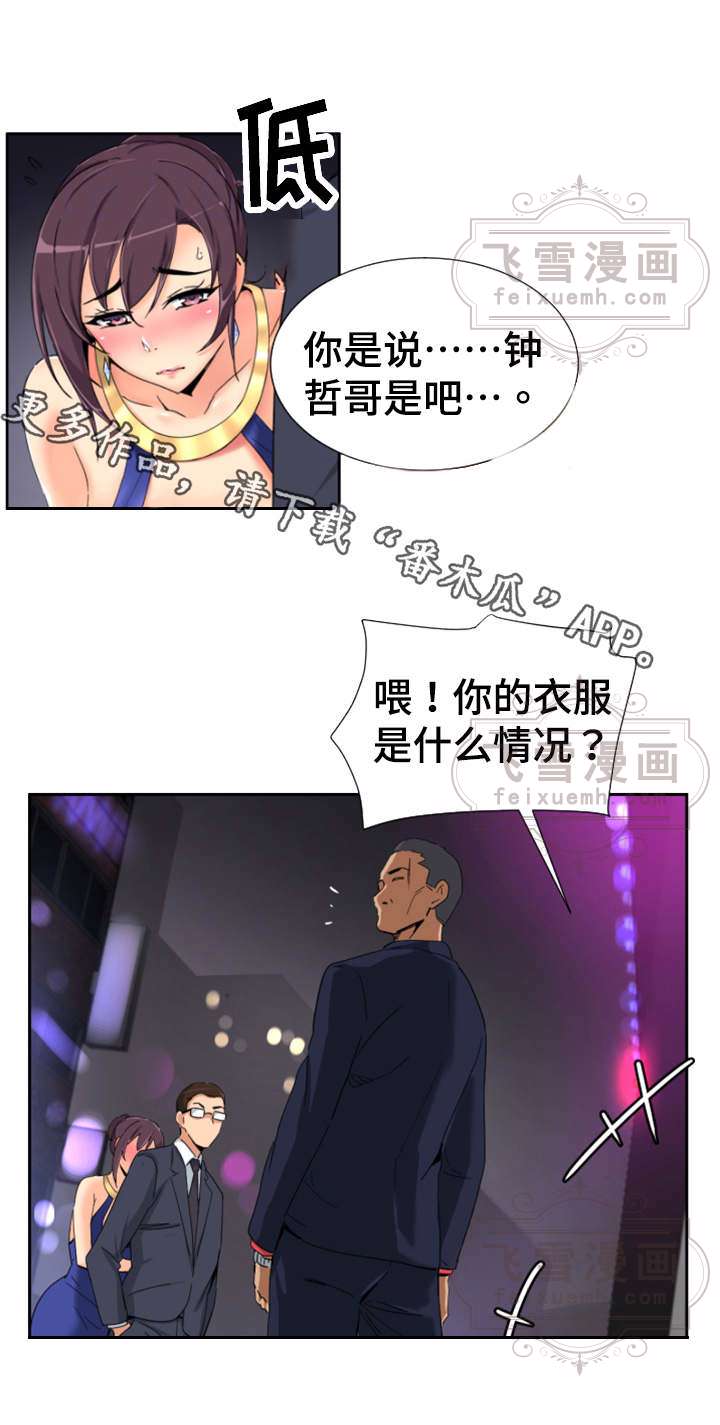 低
飞雪漫画
feixuemh.com
你是说……钟
哲哥是吧…。
更多作品，请下载“番木瓜”APP。
喂！你的衣服
是什么情况？
飞雪漫画
feixuemh.com
飞雪漫画
feixuemh.com